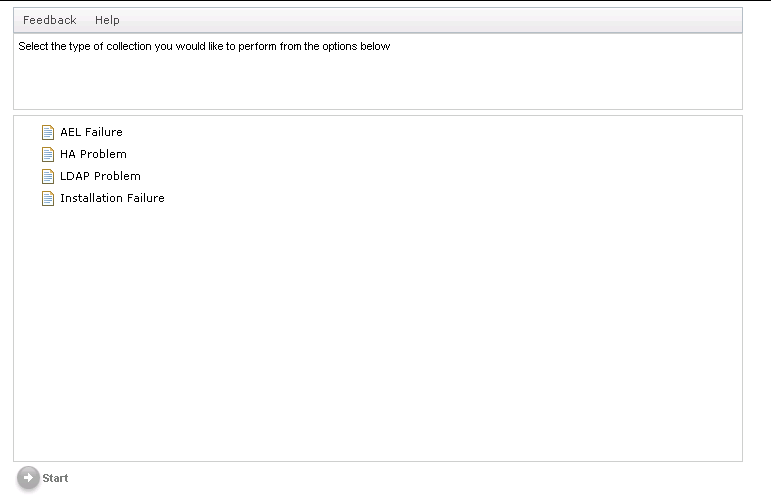 Feedback Help
Select the type of collection you would like to perform from the options below
AEL Failure
HA Problem
LDAP Problem
Installation Failure
Start